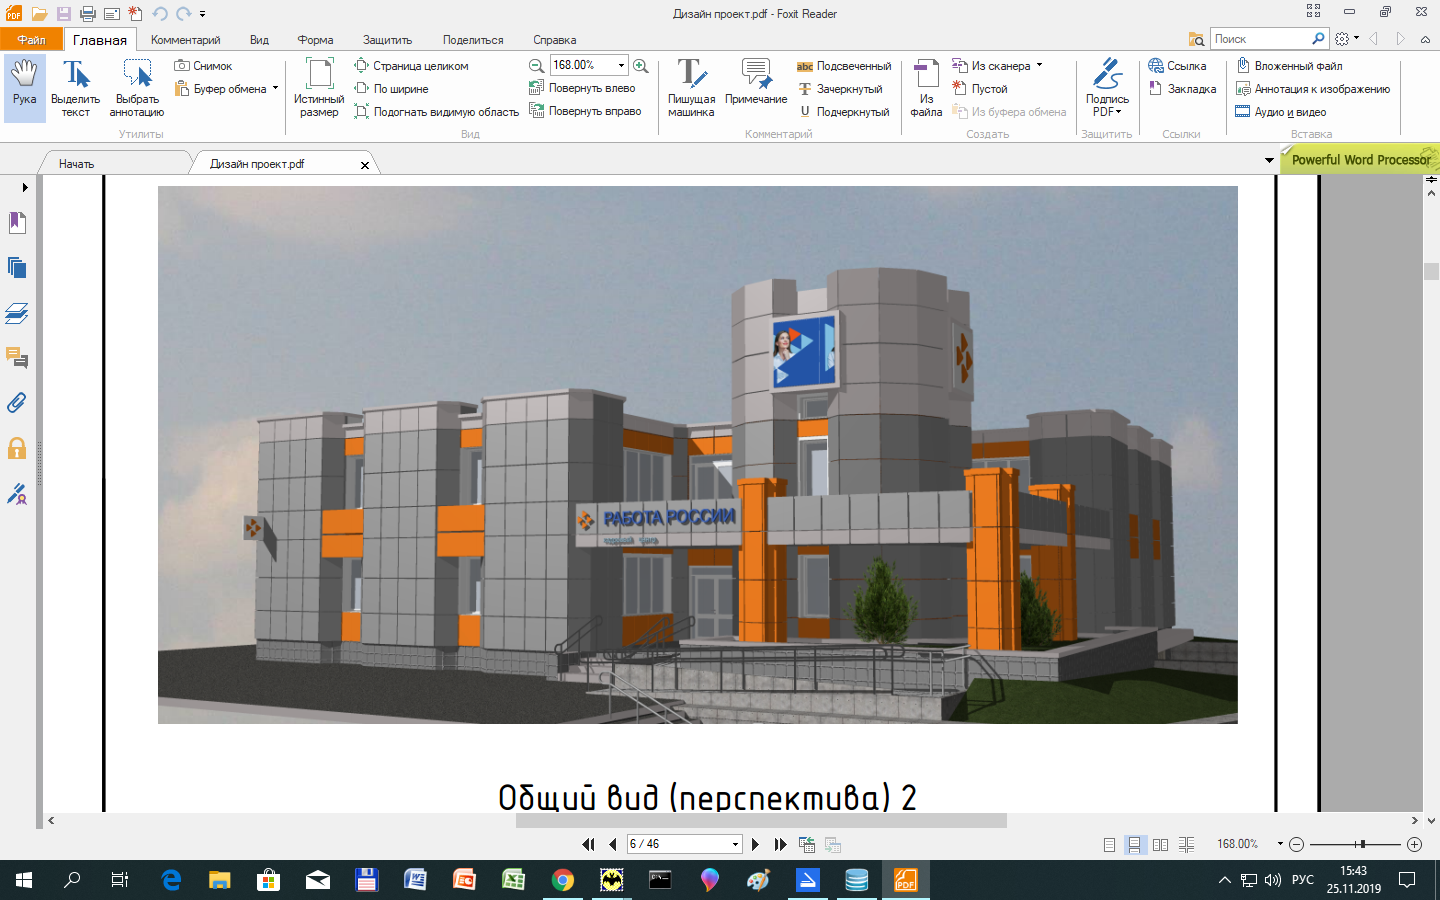 Дизайн проект.pdf - Foxit Reader
Файл
Главная
Комментарий
Вид
Форма
Защитить
Поделиться
Справка
Поиск
Рука
Выделить
текст
Выбрать
аннотацию
Снимок
Буфер обмена
Утилиты
Истинный
размер
Страница целиком
По ширине
Подогнать видимую область
168.00%
Повернуть влево
Повернуть вправо
Вид
Пишущая
машинка
Примечание
Подсвеченный
Зачеркнутый
Подчеркнутый
Комментарий
Из
файла
Из сканера
Пустой
Из буфера обмена
Создать
Подпись
PDF
Защитить
Ссылка
Закладка
Ссылки
Вложенный файл
Аннотация к изображению
Аудио и видео
Вставка
Начать
Дизайн проект.pdf
Powerful Word Processor
РАБОТА РОССИИ
Общий вид (перспектива) 2
6 / 46
168.00%
РУС
15:43
25.11.2019